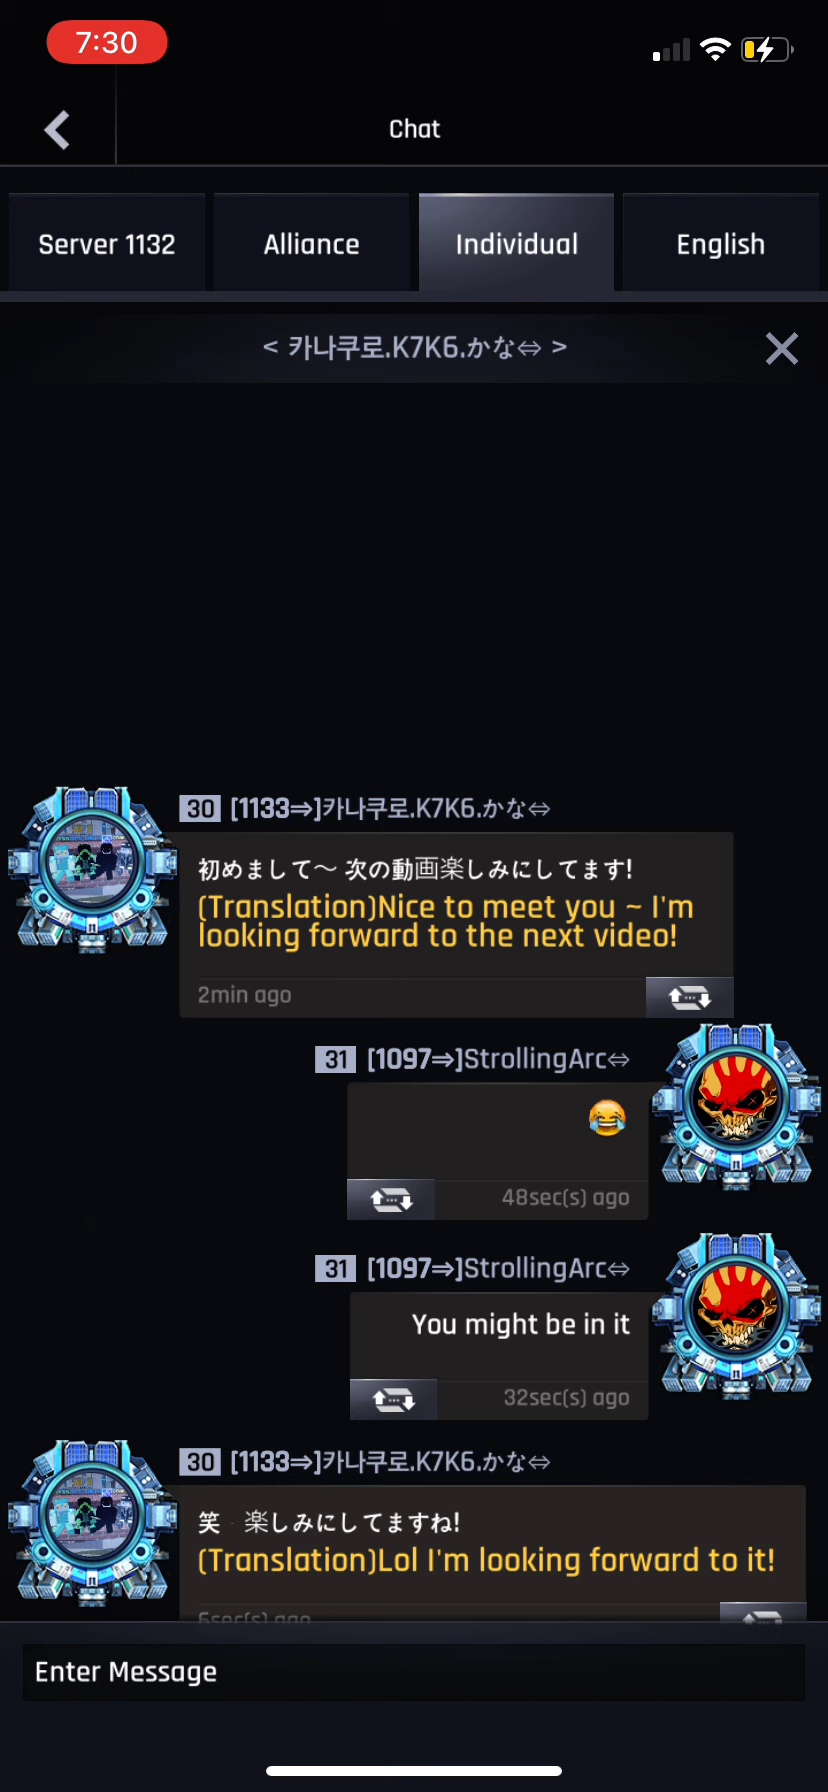 7:30
Chat
Server 1132
Alliance
Individual
English
< 카나쿠로.K7K6.かな⇔ >
30 [1133⇒]카나쿠로.K7K6.かな⇔
初めまして〜 次の動画楽しみにしてます!
(Translation)Nice to meet you ~ I'm
looking forward to the next video!
2min ago
31 [1097⇒]StrollingArc⇔
😂
48sec(s) ago
31 [1097⇒]StrollingArc⇔
You might be in it
32sec(s) ago
30 [1133⇒]카나쿠로.K7K6.かな⇔
笑 楽しみにしてますね!
(Translation)Lol I'm looking forward to it!
6sec(s) ago
Enter Message